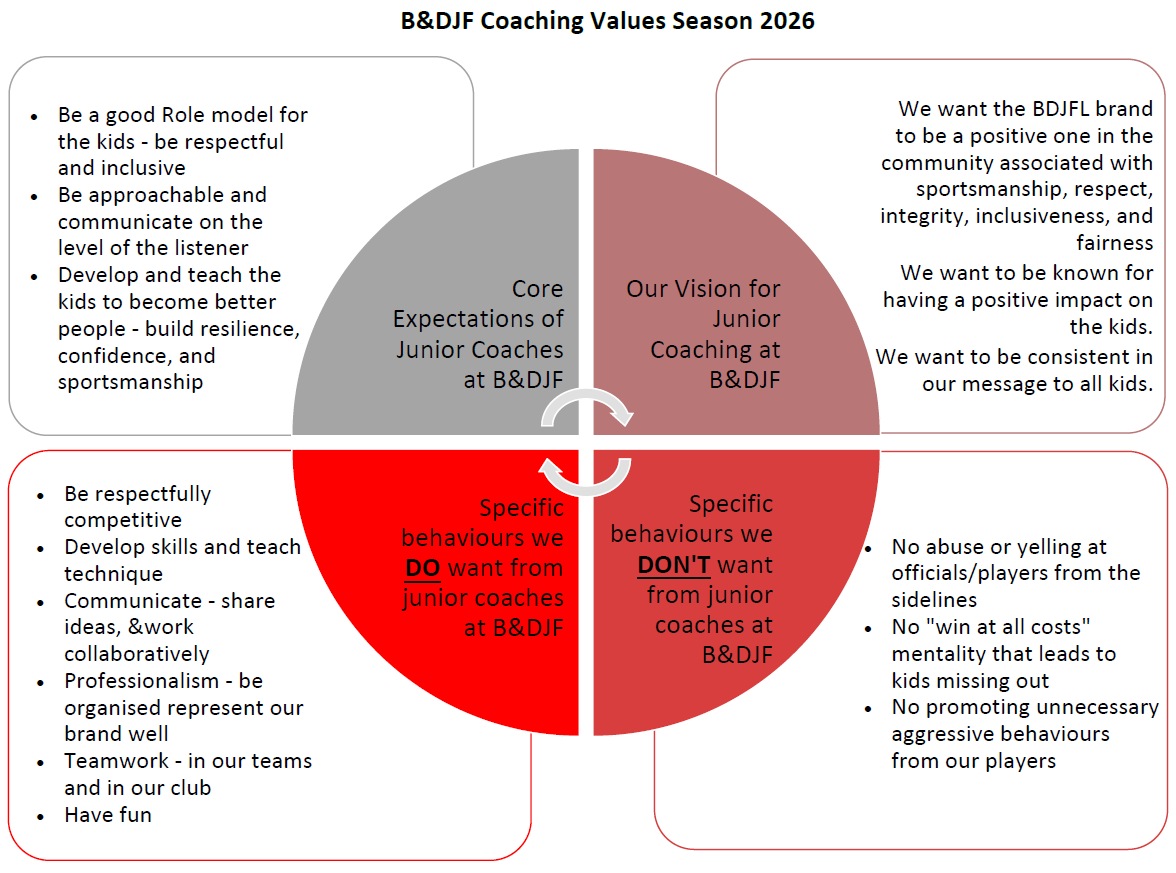 B&DJF Coaching Values Season 2026
• Be a good Role model for
the kids - be respectful
and inclusive
• Be approachable and
communicate on the
level of the listener
• Develop and teach the
kids to become better
people - build resilience,
confidence, and
sportsmanship
Core
Expectations of
Junior Coaches
at B&DJF
Our Vision for
Junior
Coaching at
B&DJF
We want the BDJFL brand
to be a positive one in the
community associated with
sportsmanship, respect,
integrity, inclusiveness, and
fairness
We want to be known for
having a positive impact on
the kids.
We want to be consistent in
our message to all kids.
• Be respectfully
competitive
• Develop skills and teach
technique
• Communicate - share
ideas, &work
collaboratively
• Professionalism - be
organised represent our
brand well
• Teamwork - in our teams
and in our club
• Have fun
Specific
behaviours we
DO want from
junior coaches
at B&DJF
Specific
behaviours we
DON'T want
from junior
coaches at
B&DJF
• No abuse or yelling at
officials/players from the
sidelines
• No "win at all costs"
mentality that leads to
kids missing out
• No promoting unnecessary
aggressive behaviours
from our players